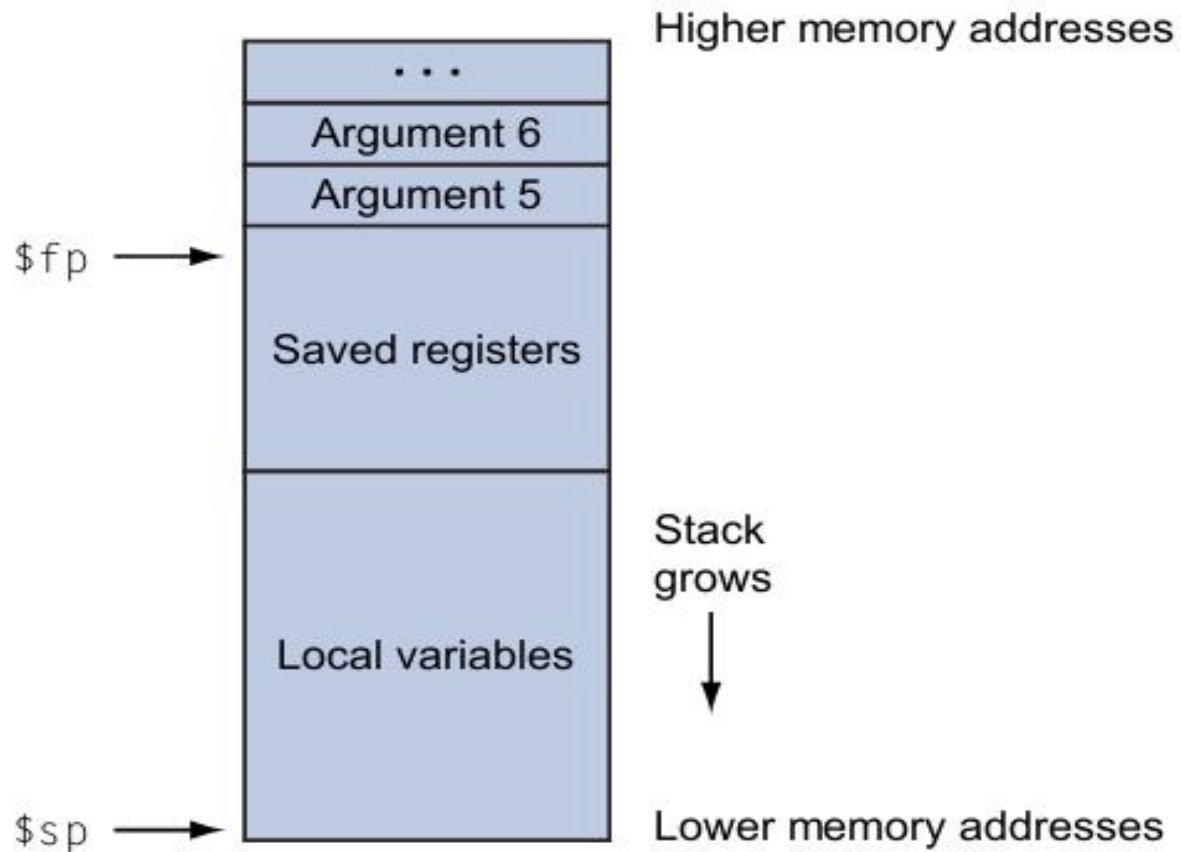 Higher memory addresses
. . .
Argument 6
Argument 5
$fp
Saved registers
Stack
grows
Local variables
$sp
Lower memory addresses